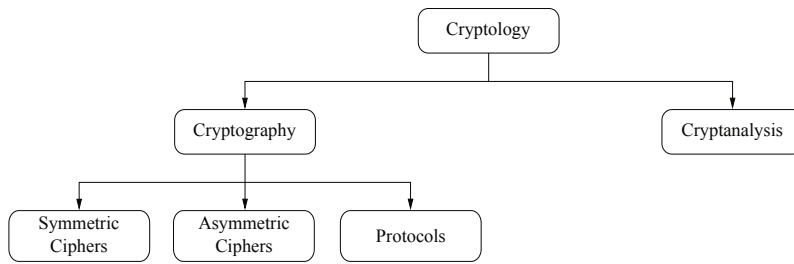 Cryptology
Cryptography
Cryptanalysis
Symmetric
Ciphers
Asymmetric
Ciphers
Protocols